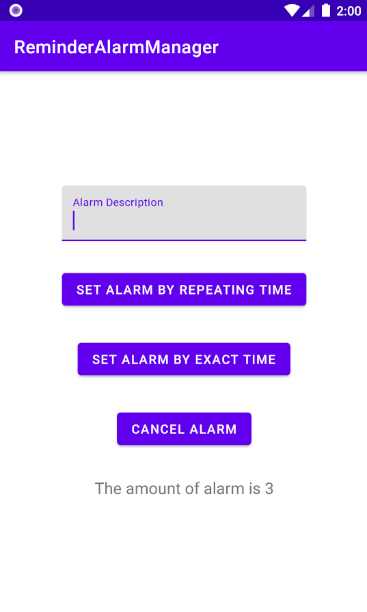 2:00
ReminderAlarmManager
Alarm Description
SET ALARM BY REPEATING TIME
SET ALARM BY EXACT TIME
CANCEL ALARM
The amount of alarm is 3